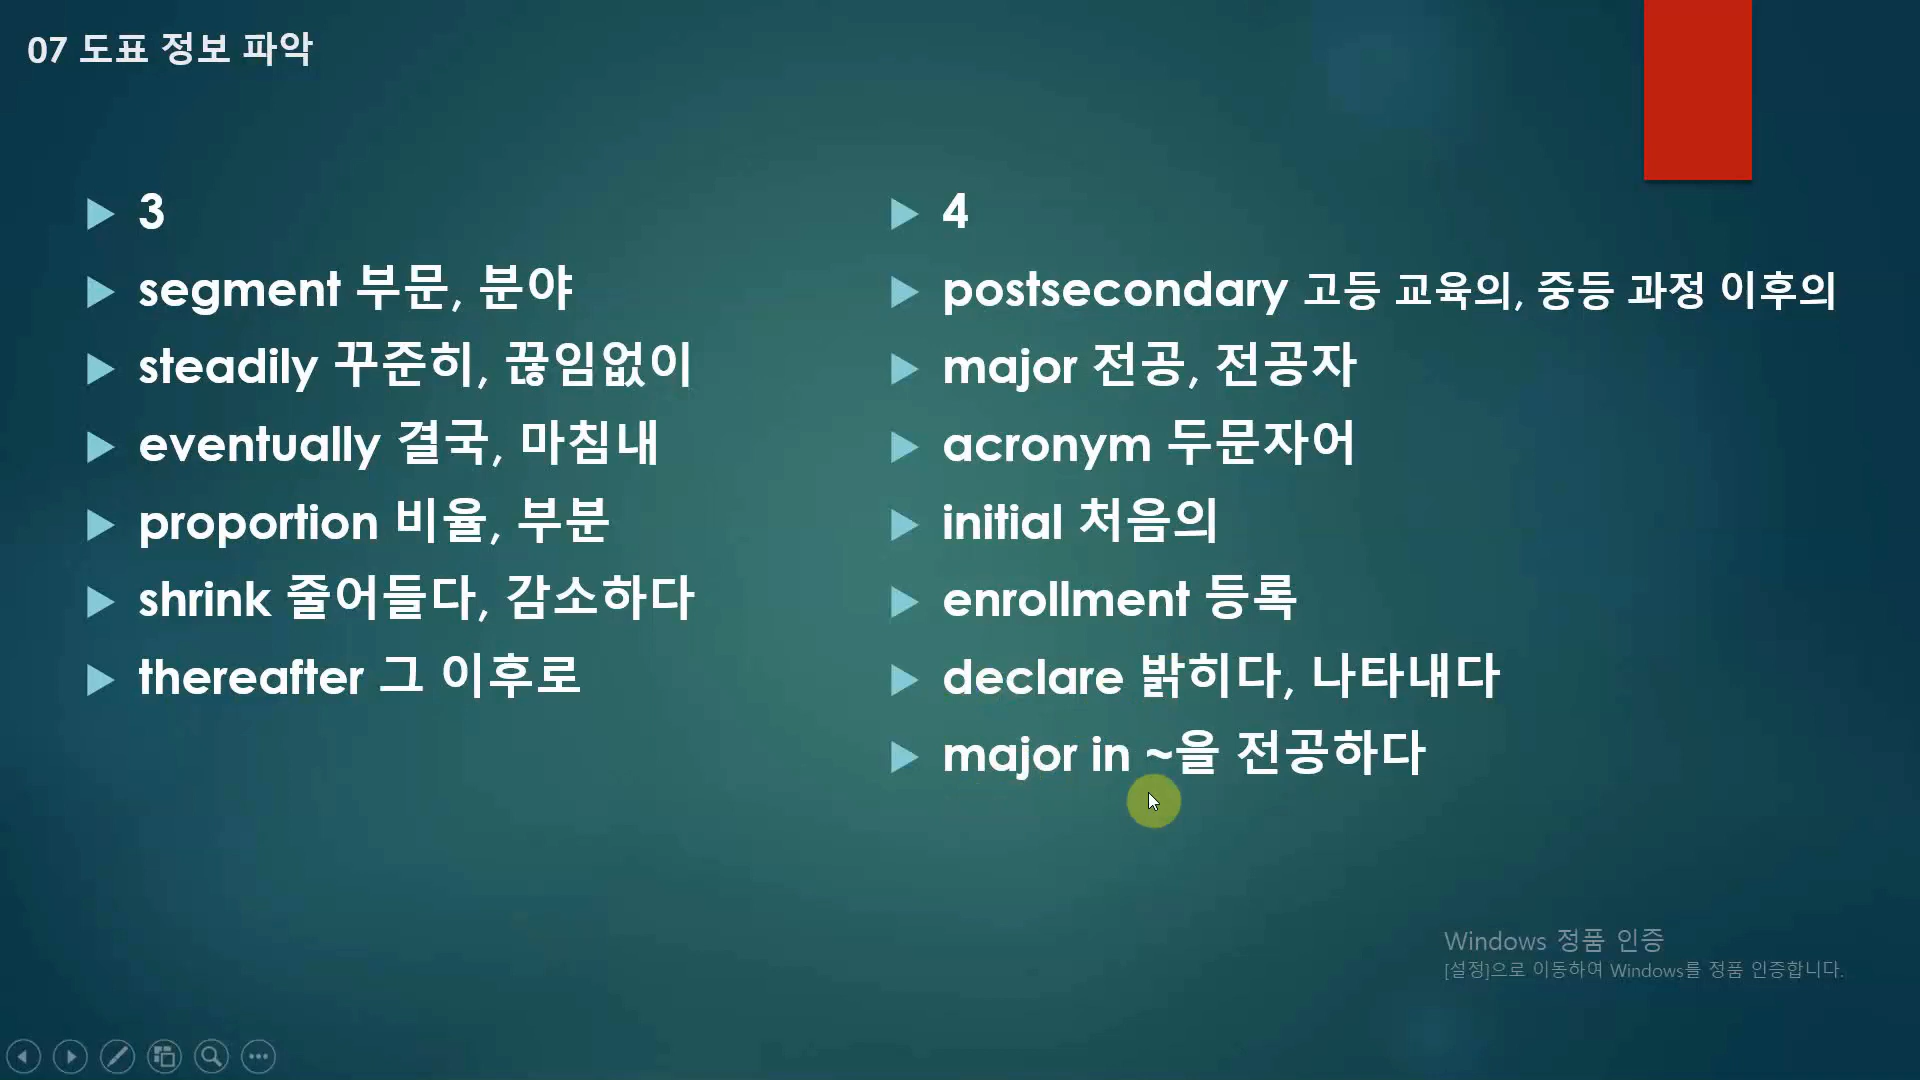 07 도표 정보 파악
3
segment 부문, 분야
steadily 꾸준히, 끊임없이
eventually 결국, 마침내
proportion 비율, 부분
shrink 줄어들다, 감소하다
thereafter 그 이후로
4
postsecondary 고등 교육의, 중등 과정 이후의
major 전공, 전공자
acronym 두문자어
initial 처음의
enrollment 등록
declare 밝히다, 나타내다
major in ~을 전공하다
Windows 정품 인증
[설정]으로 이동하여 Windows를 정품 인증합니다.